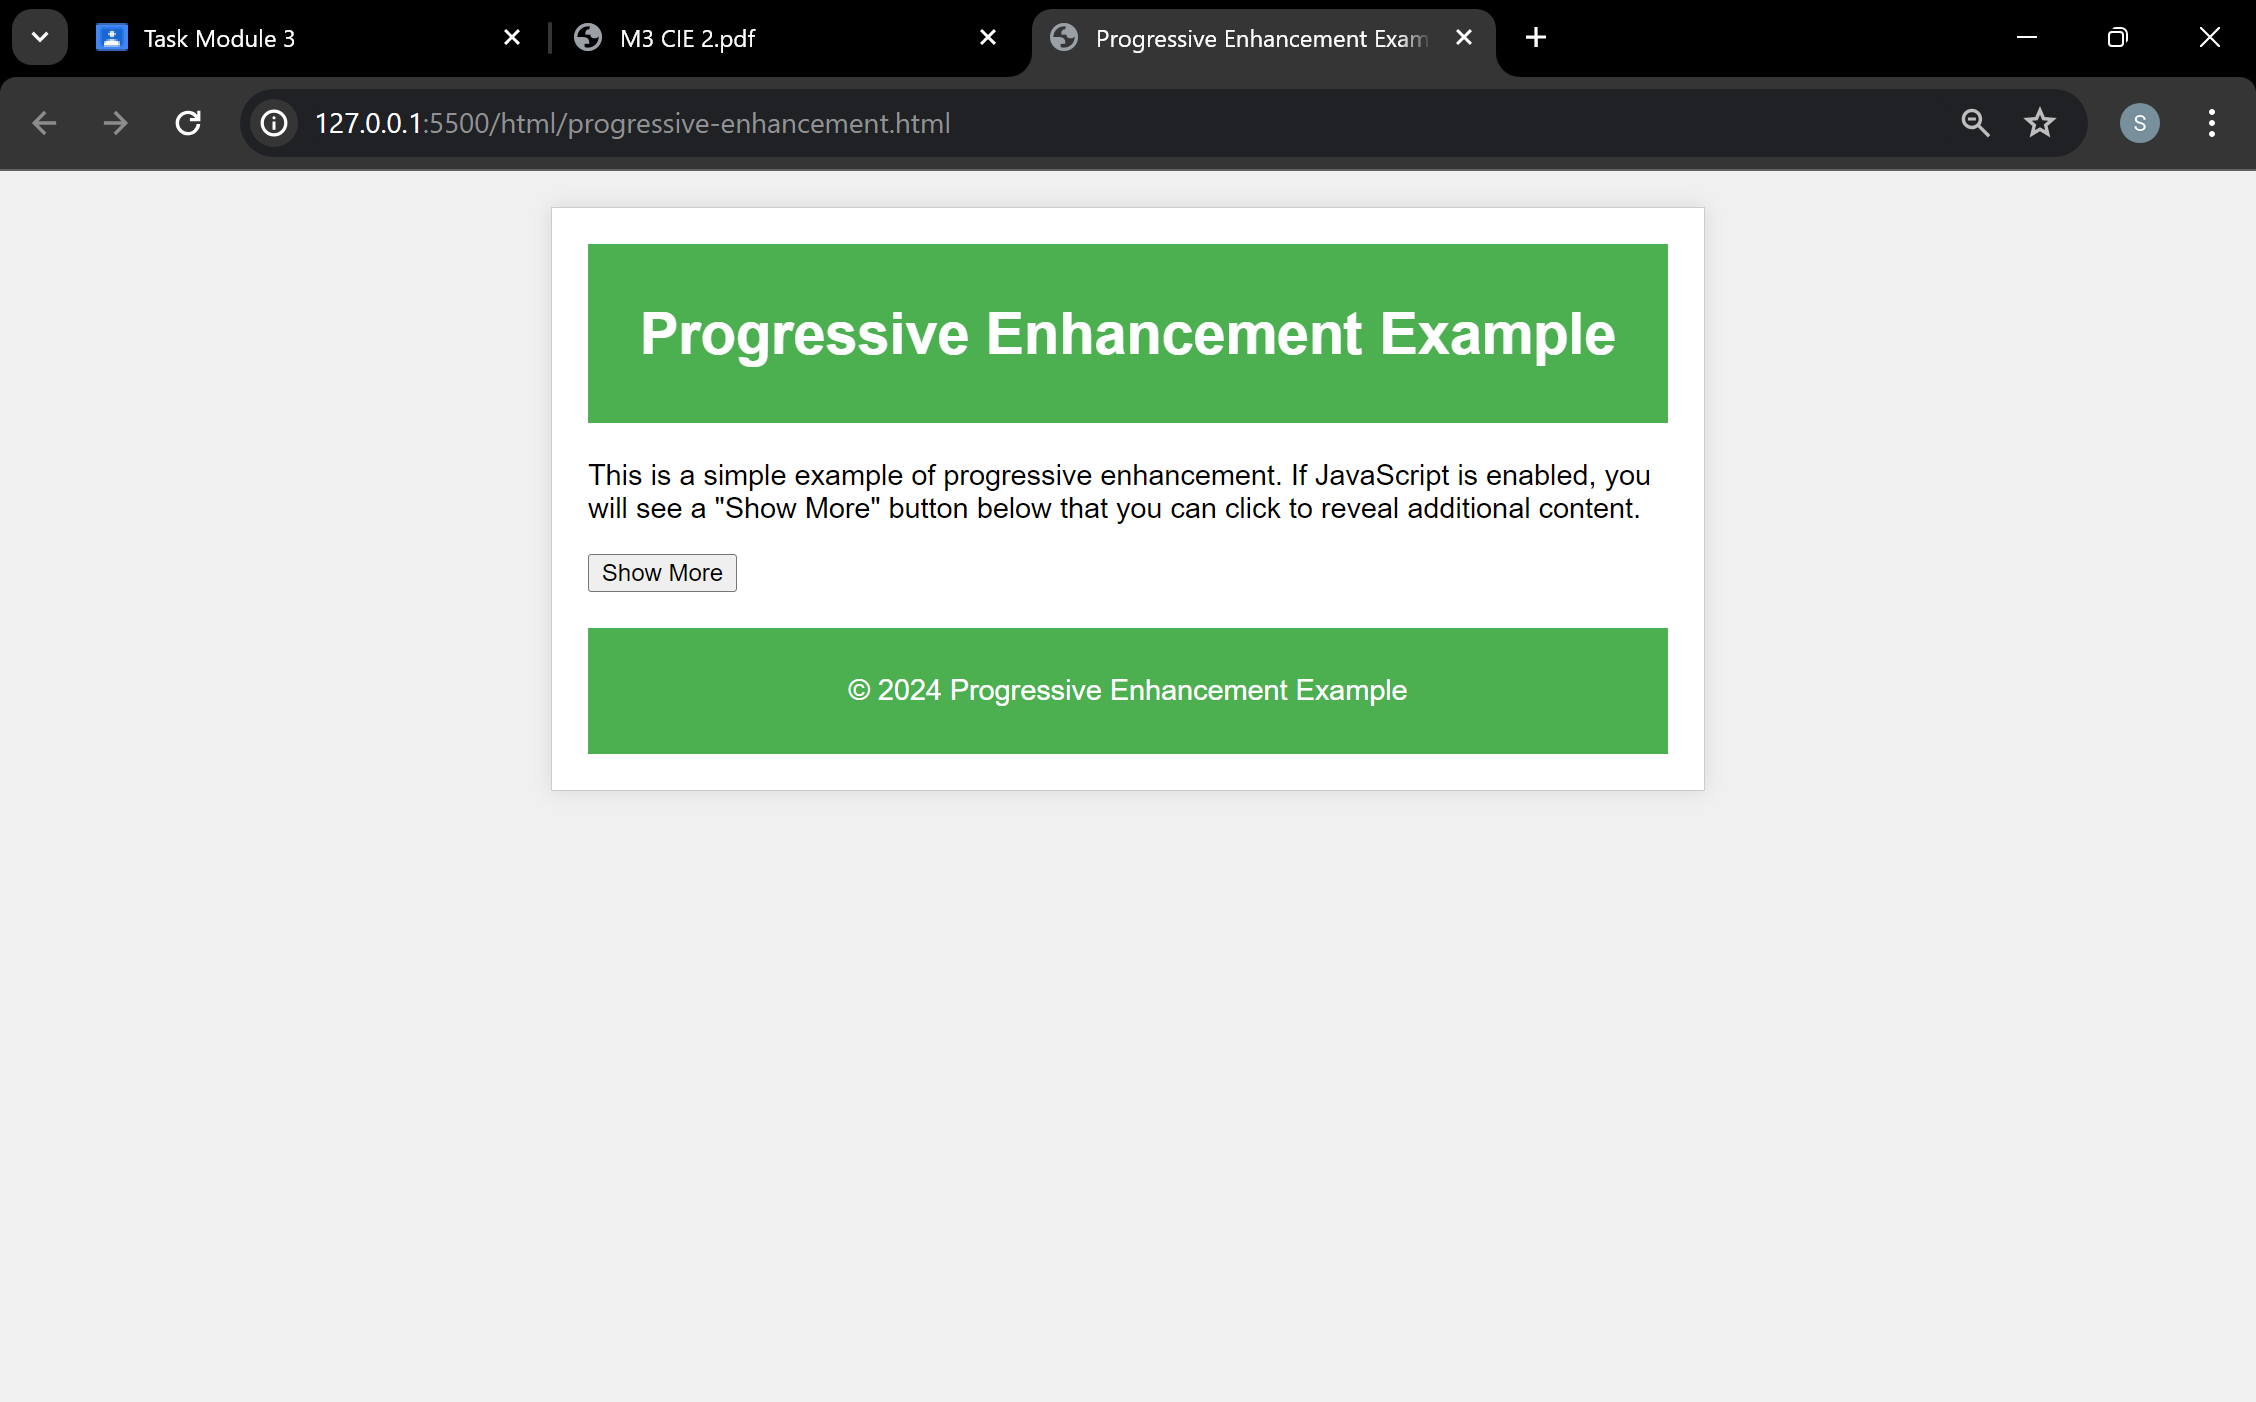 Task Module 3
M3 CIE 2.pdf
Progressive Enhancement Exam
127.0.0.1:5500/html/progressive-enhancement.html
S
Progressive Enhancement Example
This is a simple example of progressive enhancement. If JavaScript is enabled, you
will see a "Show More" button below that you can click to reveal additional content.
Show More
© 2024 Progressive Enhancement Example